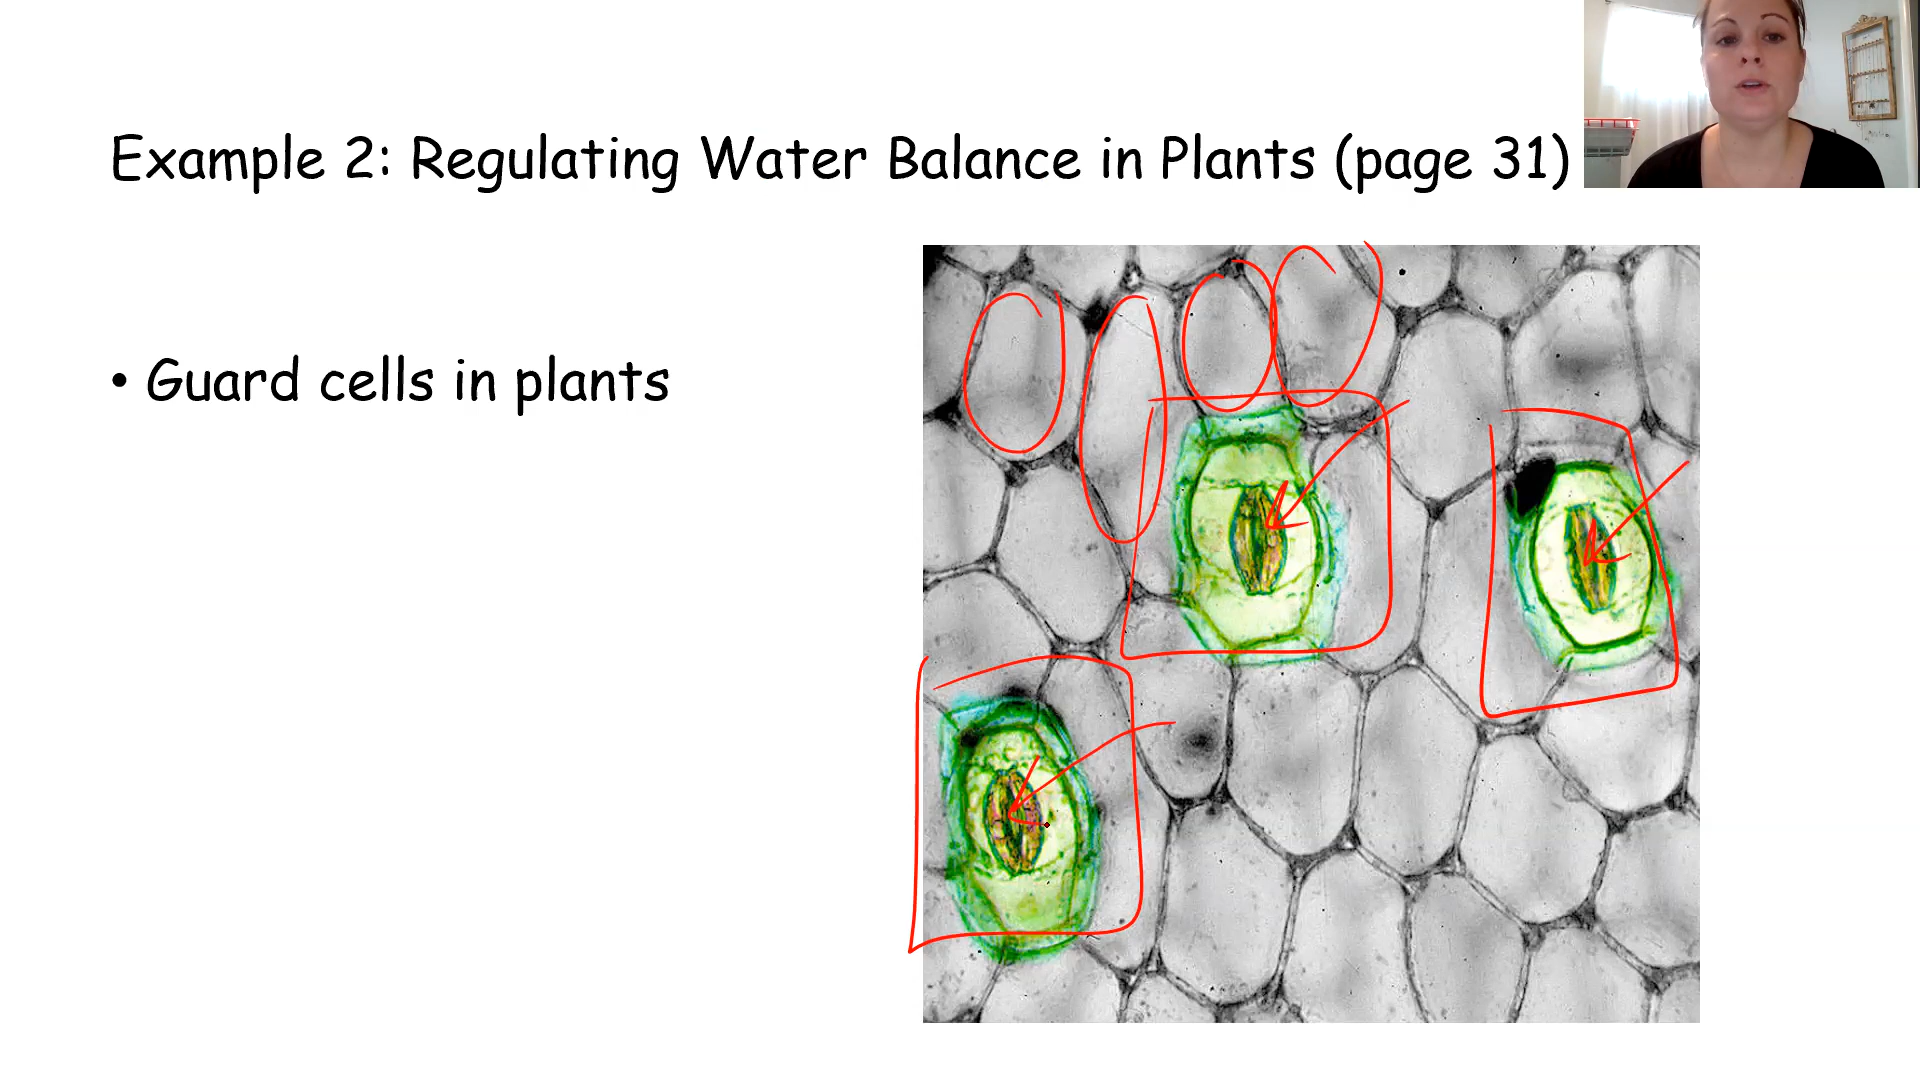 Example 2: Regulating Water Balance in Plants (page 31)
• Guard cells in plants